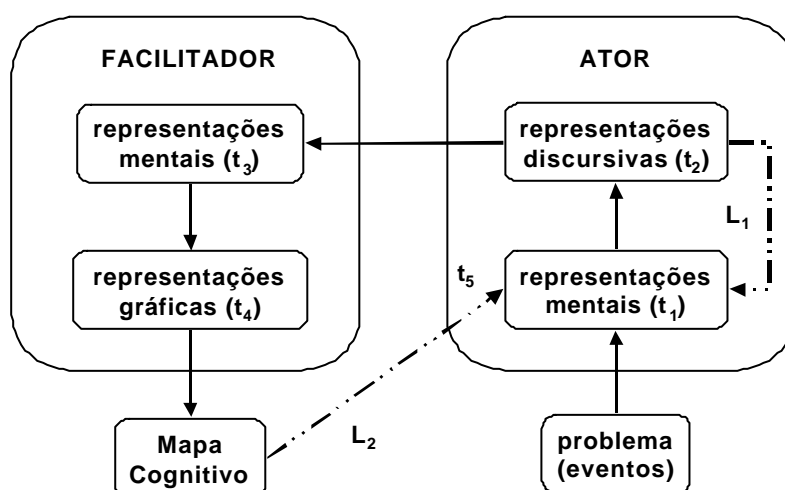 FACILITADOR
representações
mentais (t₃)
representações
gráficas (t₄)
Mapa
Cognitivo
ATOR
representações
discursivas (t₂)
L₁
representações
mentais (t₁)
t₅
L₂
problema
(eventos)